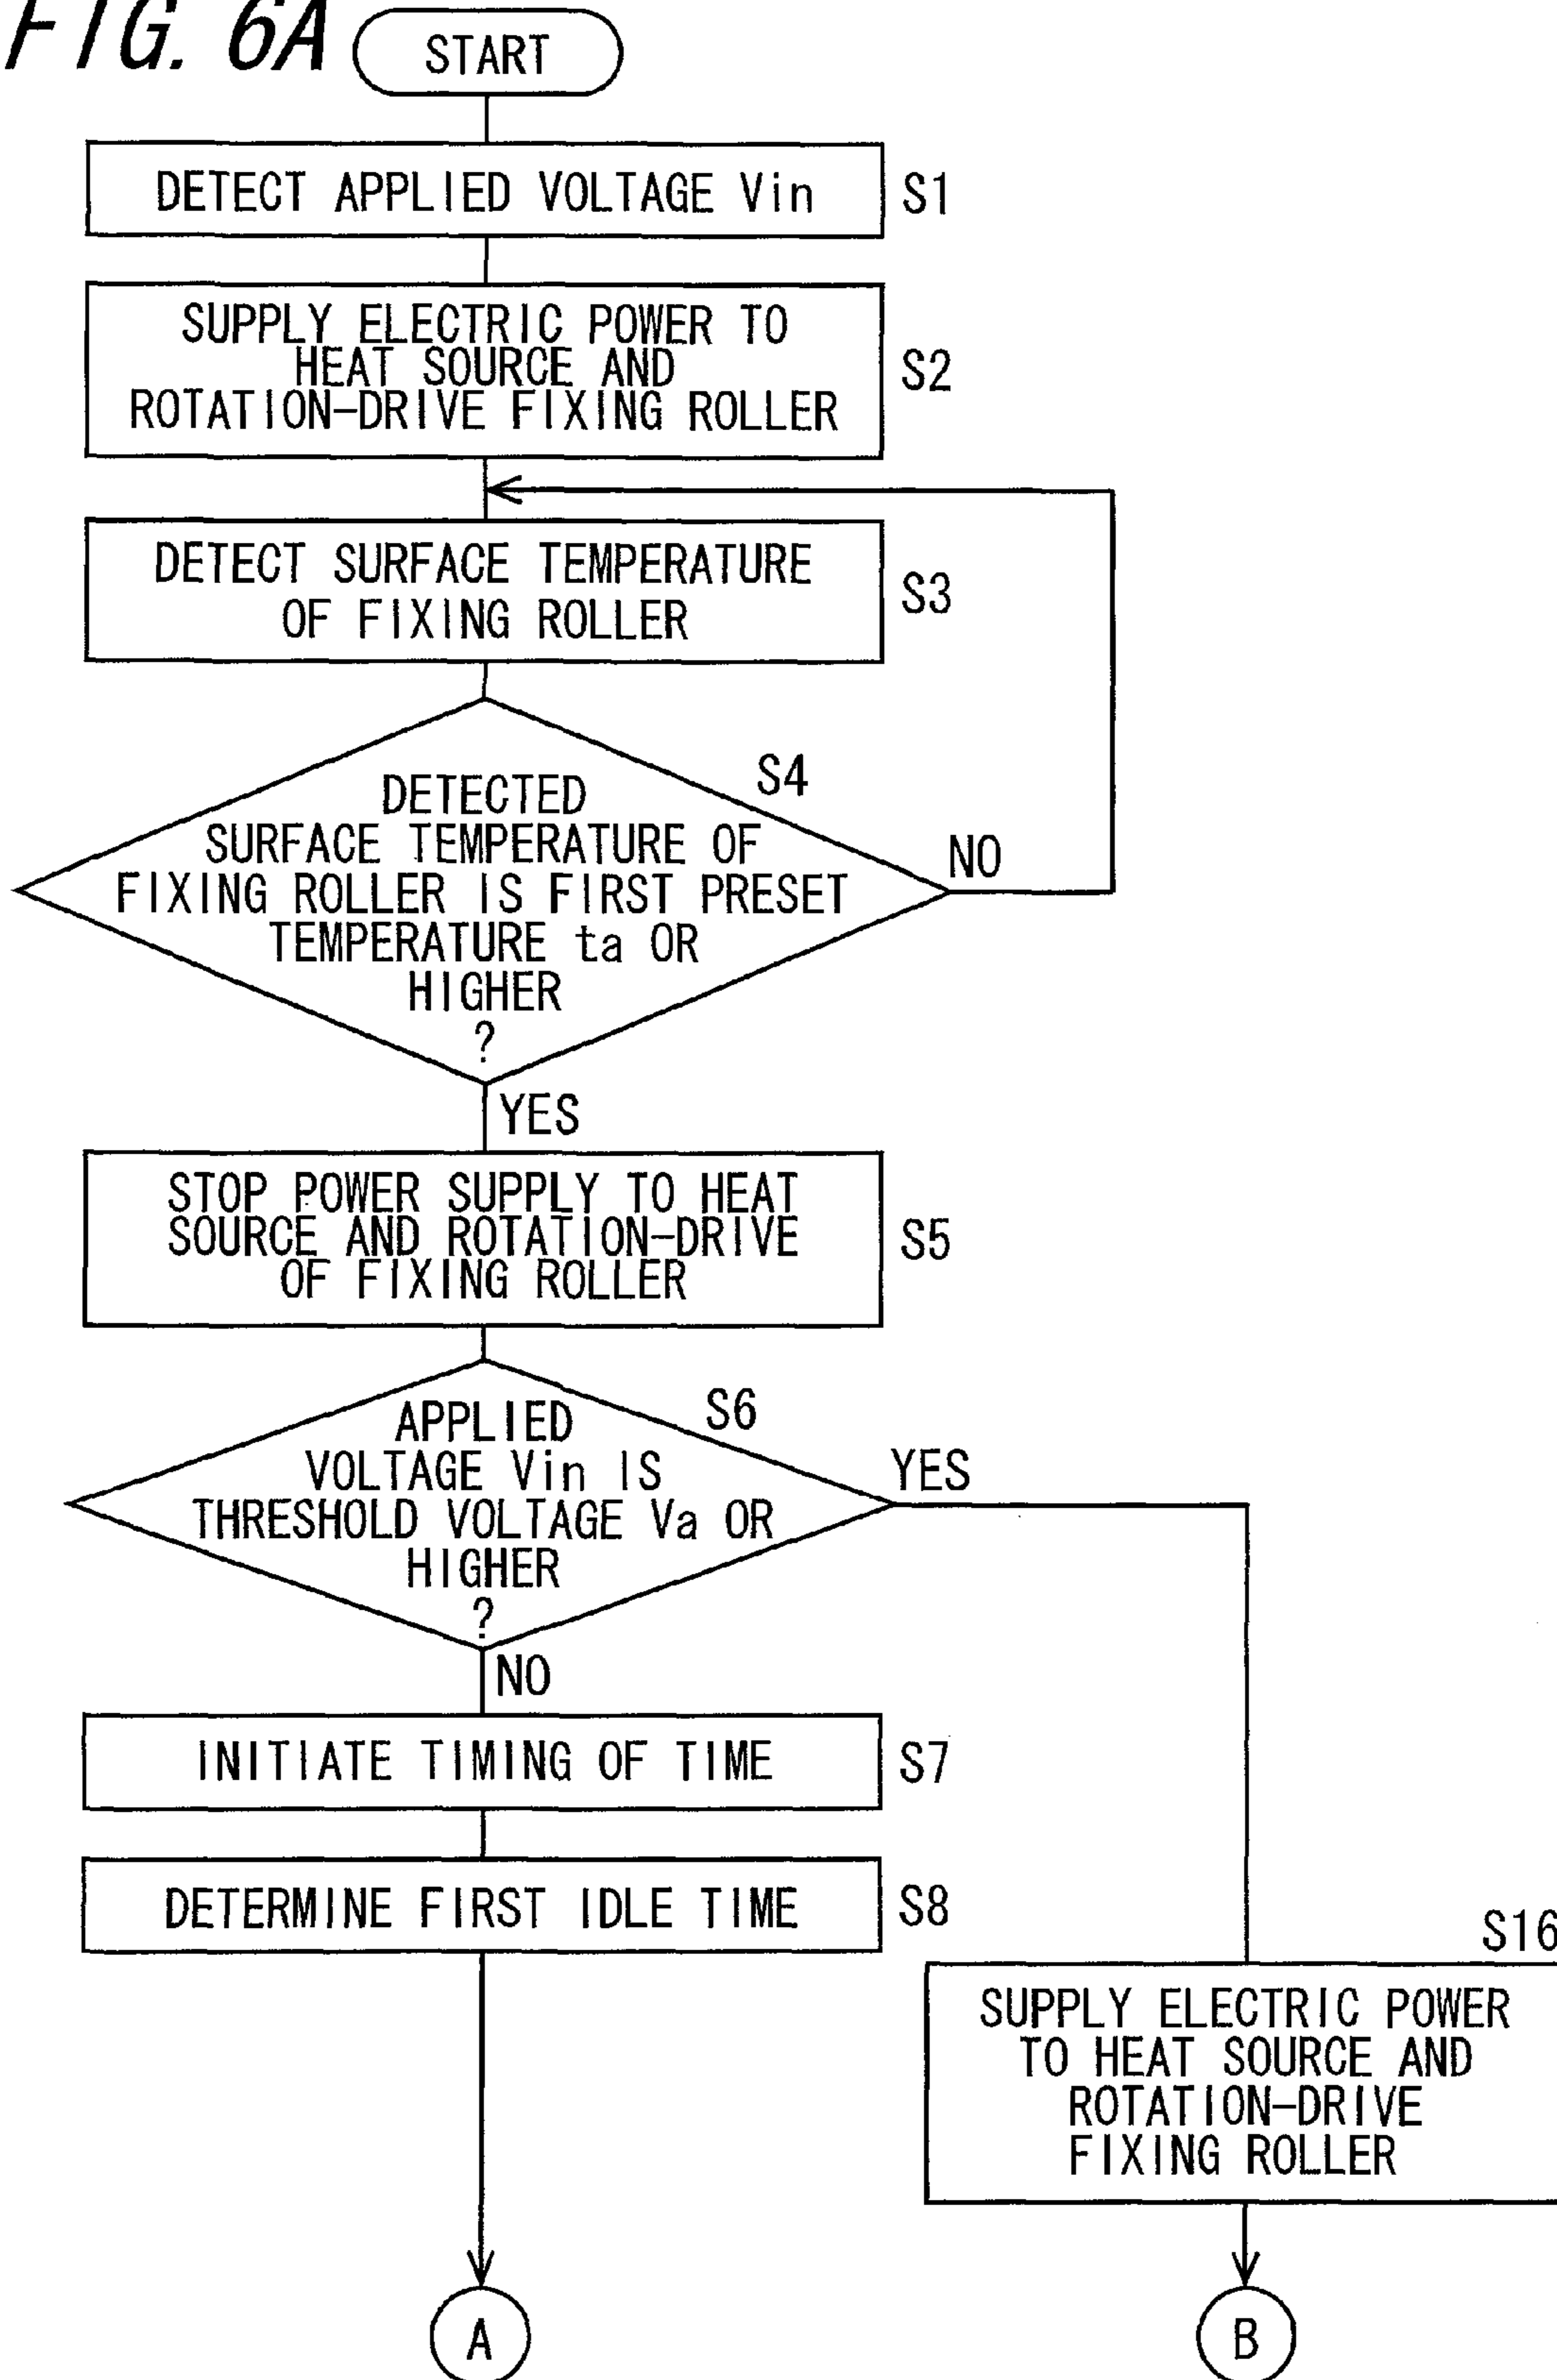 FIG. 6A
START
DETECT APPLIED VOLTAGE Vin
S1
SUPPLY ELECTRIC POWER TO
HEAT SOURCE AND
ROTATION-DRIVE FIXING ROLLER
S2
DETECT SURFACE TEMPERATURE
OF FIXING ROLLER
S3
S4
DETECTED
SURFACE TEMPERATURE OF
FIXING ROLLER IS FIRST PRESET
TEMPERATURE ta OR
HIGHER
?
NO
YES
STOP POWER SUPPLY TO HEAT
SOURCE AND ROTATION-DRIVE
OF FIXING ROLLER
S5
S6
APPLIED
VOLTAGE Vin IS
THRESHOLD VOLTAGE Va OR
HIGHER
?
YES
NO
INITIATE TIMING OF TIME
S7
DETERMINE FIRST IDLE TIME
S8
S16
SUPPLY ELECTRIC POWER
TO HEAT SOURCE AND
ROTATION-DRIVE
FIXING ROLLER
A
B